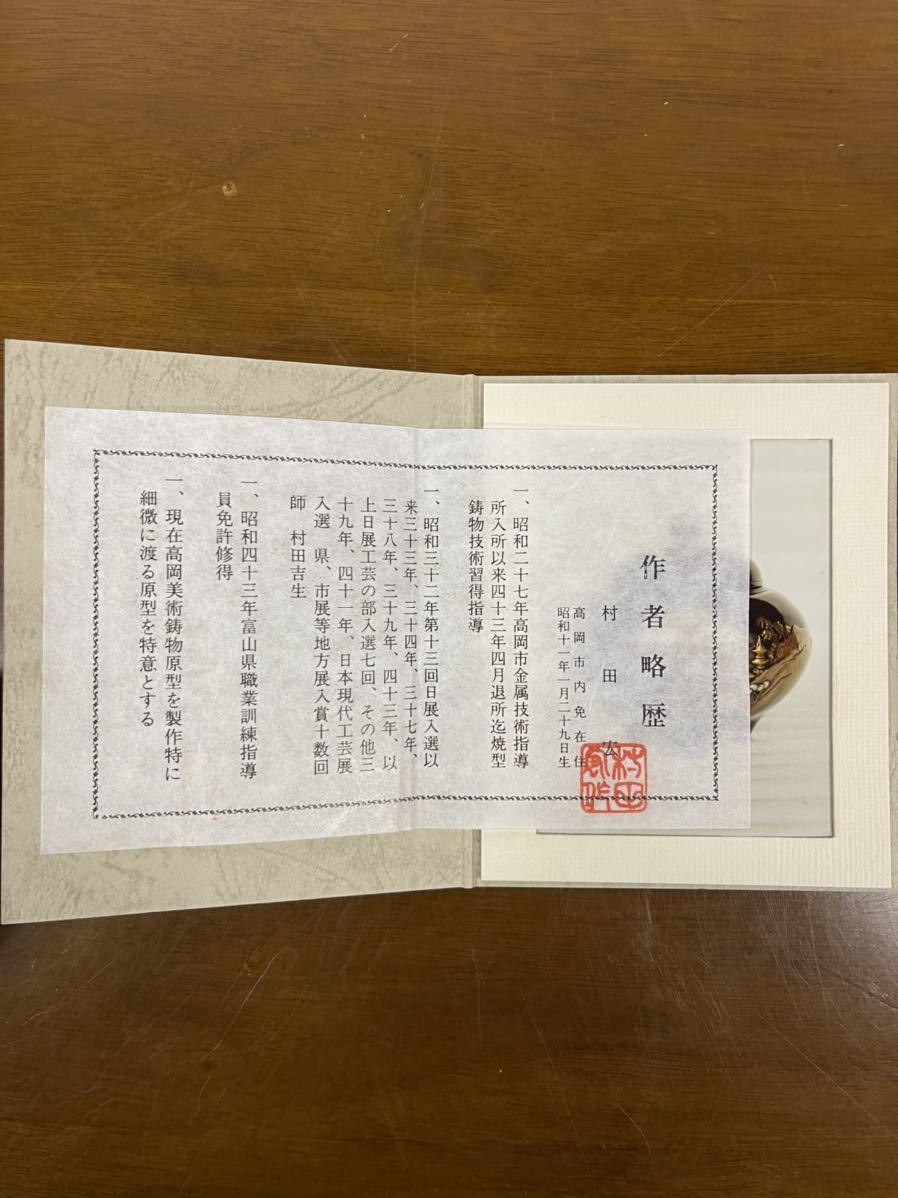 作者略歴
村田宏
高岡市内免在住
昭和十一年一月二十九日生
一、昭和二十七年高岡市金属技術指導
所入所以来四十三年四月退所迄焼型
鋳物技術習得指導
一、昭和三十二年第十三回日展入選以
来三十三年、三十四年、三十七年、
三十八年、三十九年、四十三年、以
上日展工芸の部入選七回、その他三
十九年、四十一年、日本現代工芸展
入選 県、市展等地方展入賞十数回
師 村田吉生
一、昭和四十三年富山県職業訓練指導
員免許修得
一、現在高岡美術鋳物原型を製作特に
細微に渡る原型を特意とする